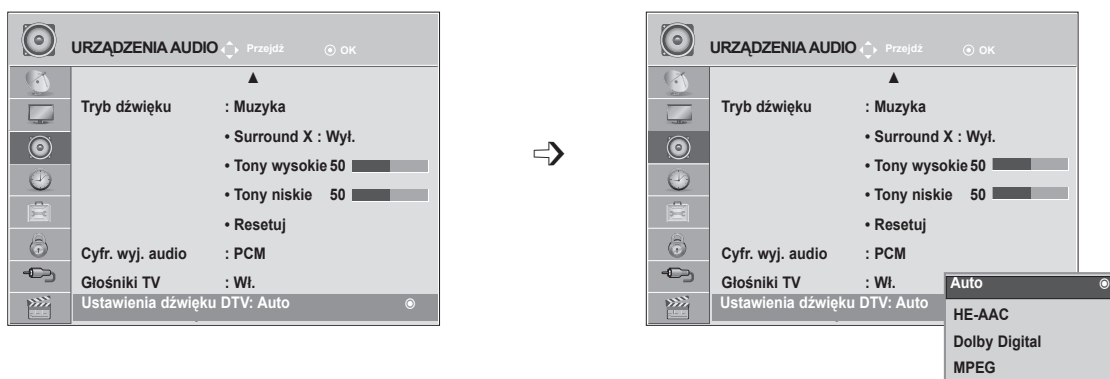 URZĄDZENIA AUDIO Przejdź OK
Tryb dźwięku : Muzyka
• Surround X : Wył.
• Tony wysokie 50
• Tony niskie 50
• Resetuj
Cyfr. wyj. audio : PCM
Głośniki TV : Wł.
Ustawienia dźwięku DTV: Auto
URZĄDZENIA AUDIO Przejdź OK
Tryb dźwięku : Muzyka
• Surround X : Wył.
• Tony wysokie 50
• Tony niskie 50
• Resetuj
Cyfr. wyj. audio : PCM
Głośniki TV : Wł.
Ustawienia dźwięku DTV: Auto
Auto
HE-AAC
Dolby Digital
MPEG